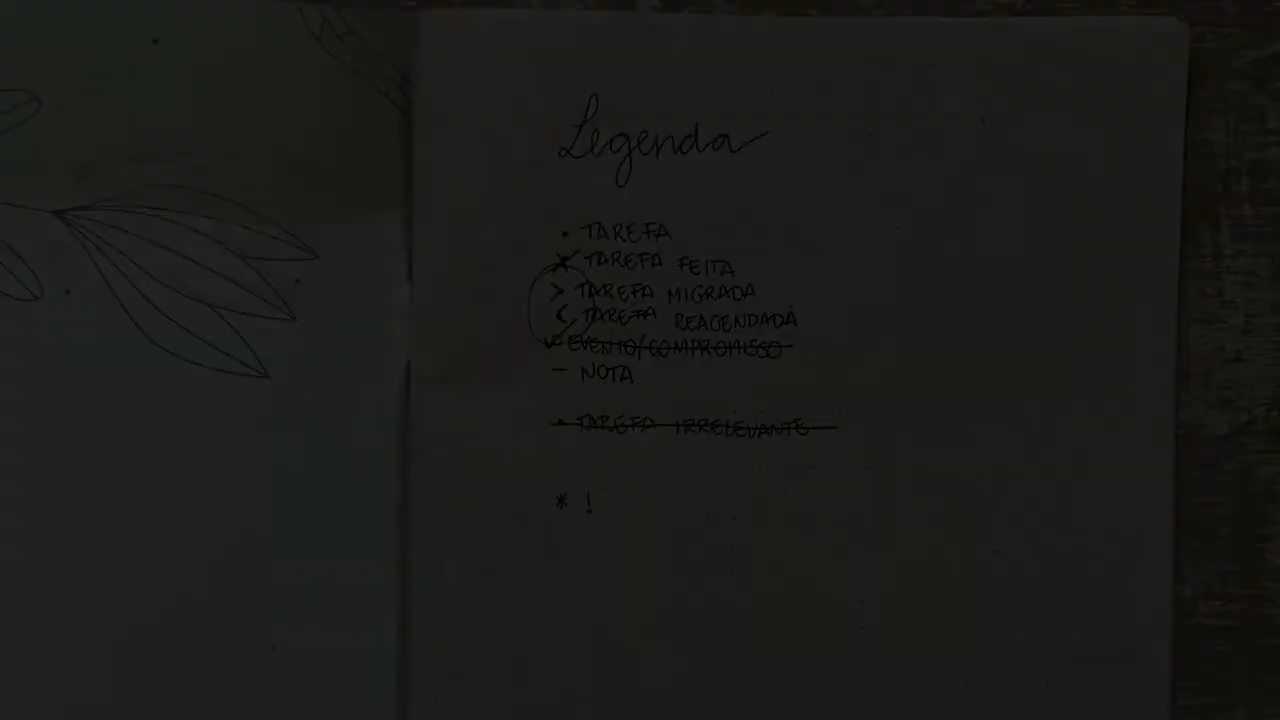 Legenda
• TAREFA
× TAREFA FEITA
> TAREFA MIGRADA
< TAREFA REAGENDADA
EVENTO/COMPROMISSO
– NOTA
• TAREFA IRRELEVANTE
* !